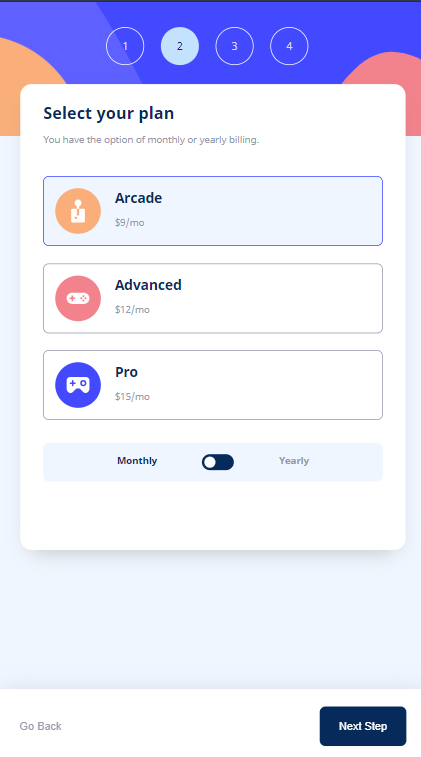 1 2 3 4
Select your plan
You have the option of monthly or yearly billing.
Arcade
$9/mo
Advanced
$12/mo
Pro
$15/mo
Monthly Yearly
Go Back Next Step